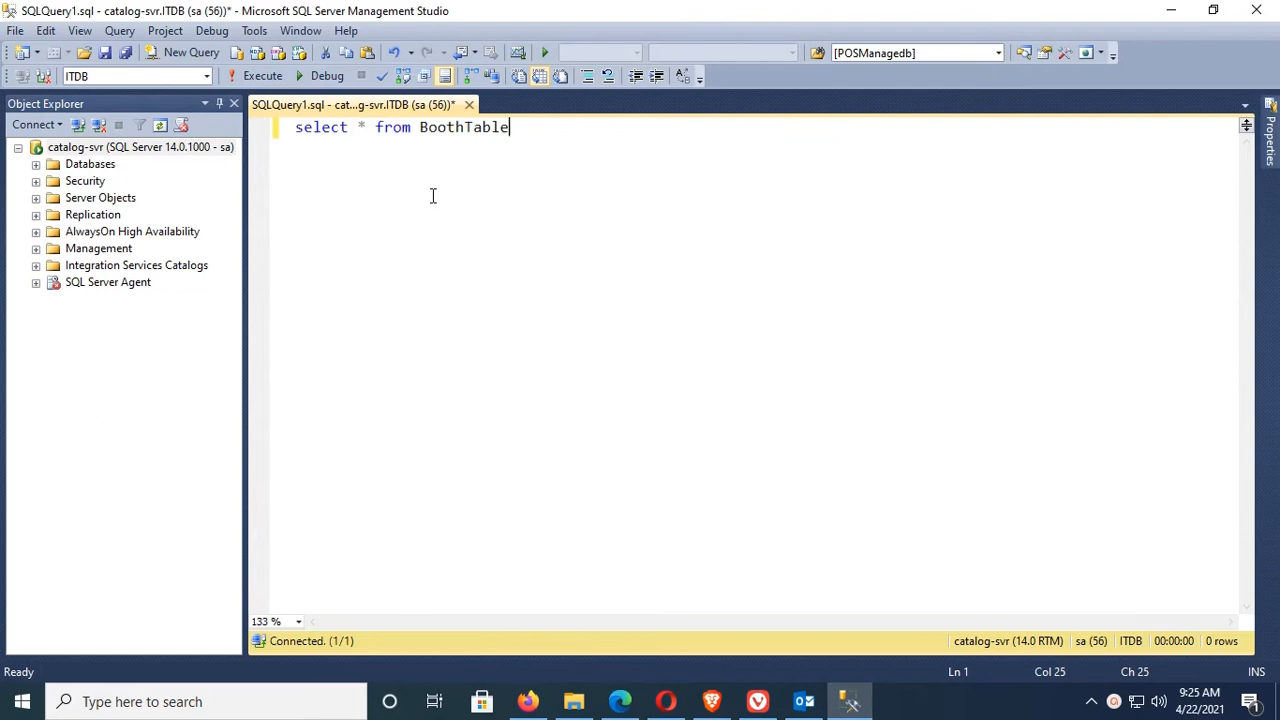 SQLQuery1.sql - catalog-svr.ITDB (sa (56))* - Microsoft SQL Server Management Studio
File Edit View Query Project Debug Tools Window Help
New Query [POSManagedb]
ITDB Execute Debug
Object Explorer
SQLQuery1.sql - cat...g-svr.ITDB (sa (56))*
Connect
select * from BoothTable
catalog-svr (SQL Server 14.0.1000 - sa)
Databases
Security
Server Objects
Replication
AlwaysOn High Availability
Management
Integration Services Catalogs
SQL Server Agent
Properties
133 %
Connected. (1/1) catalog-svr (14.0 RTM) sa (56) ITDB 00:00:00 0 rows
Ready Ln 1 Col 25 Ch 25 INS
Type here to search
9:25 AM
4/22/2021
1